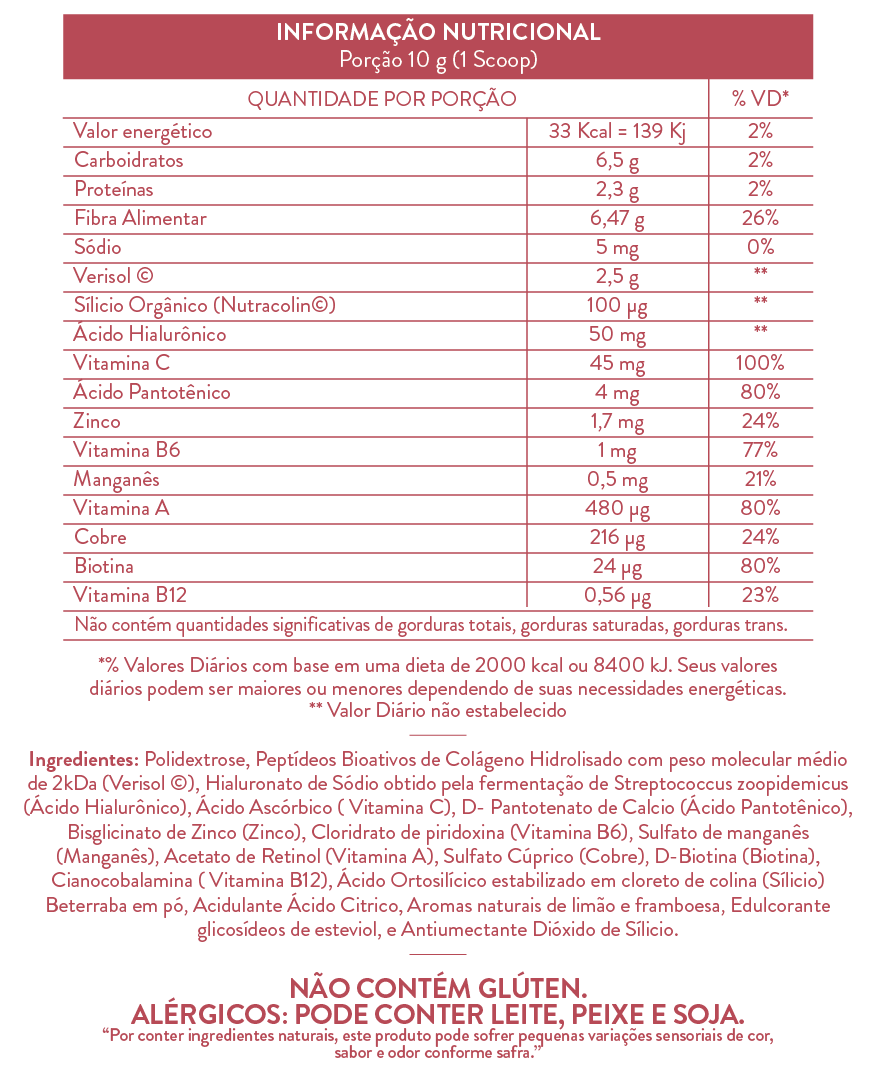 INFORMAÇÃO NUTRICIONAL
Porção 10 g (1 Scoop)
QUANTIDADE POR PORÇÃO % VD*
Valor energético 33 Kcal = 139 Kj 2%
Carboidratos 6,5 g 2%
Proteínas 2,3 g 2%
Fibra Alimentar 6,47 g 26%
Sódio 5 mg 0%
Verisol © 2,5 g **
Sílicio Orgânico (Nutracolin©) 100 µg **
Ácido Hialurônico 50 mg **
Vitamina C 45 mg 100%
Ácido Pantotênico 4 mg 80%
Zinco 1,7 mg 24%
Vitamina B6 1 mg 77%
Manganês 0,5 mg 21%
Vitamina A 480 µg 80%
Cobre 216 µg 24%
Biotina 24 µg 80%
Vitamina B12 0,56 µg 23%
Não contém quantidades significativas de gorduras totais, gorduras saturadas, gorduras trans.
*% Valores Diários com base em uma dieta de 2000 kcal ou 8400 kJ. Seus valores
diários podem ser maiores ou menores dependendo de suas necessidades energéticas.
** Valor Diário não estabelecido
Ingredientes: Polidextrose, Peptídeos Bioativos de Colágeno Hidrolisado com peso molecular médio
de 2kDa (Verisol ©), Hialuronato de Sódio obtido pela fermentação de Streptococcus zoopidemicus
(Ácido Hialurônico), Ácido Ascórbico ( Vitamina C), D- Pantotenato de Calcio (Ácido Pantotênico),
Bisglicinato de Zinco (Zinco), Cloridrato de piridoxina (Vitamina B6), Sulfato de manganês
(Manganês), Acetato de Retinol (Vitamina A), Sulfato Cúprico (Cobre), D-Biotina (Biotina),
Cianocobalamina ( Vitamina B12), Ácido Ortosilícico estabilizado em cloreto de colina (Sílicio)
Beterraba em pó, Acidulante Ácido Citrico, Aromas naturais de limão e framboesa, Edulcorante
glicosídeos de esteviol, e Antiumectante Dióxido de Sílicio.
NÃO CONTÉM GLÚTEN.
ALÉRGICOS: PODE CONTER LEITE, PEIXE E SOJA.
“Por conter ingredientes naturais, este produto pode sofrer pequenas variações sensoriais de cor,
sabor e odor conforme safra.”